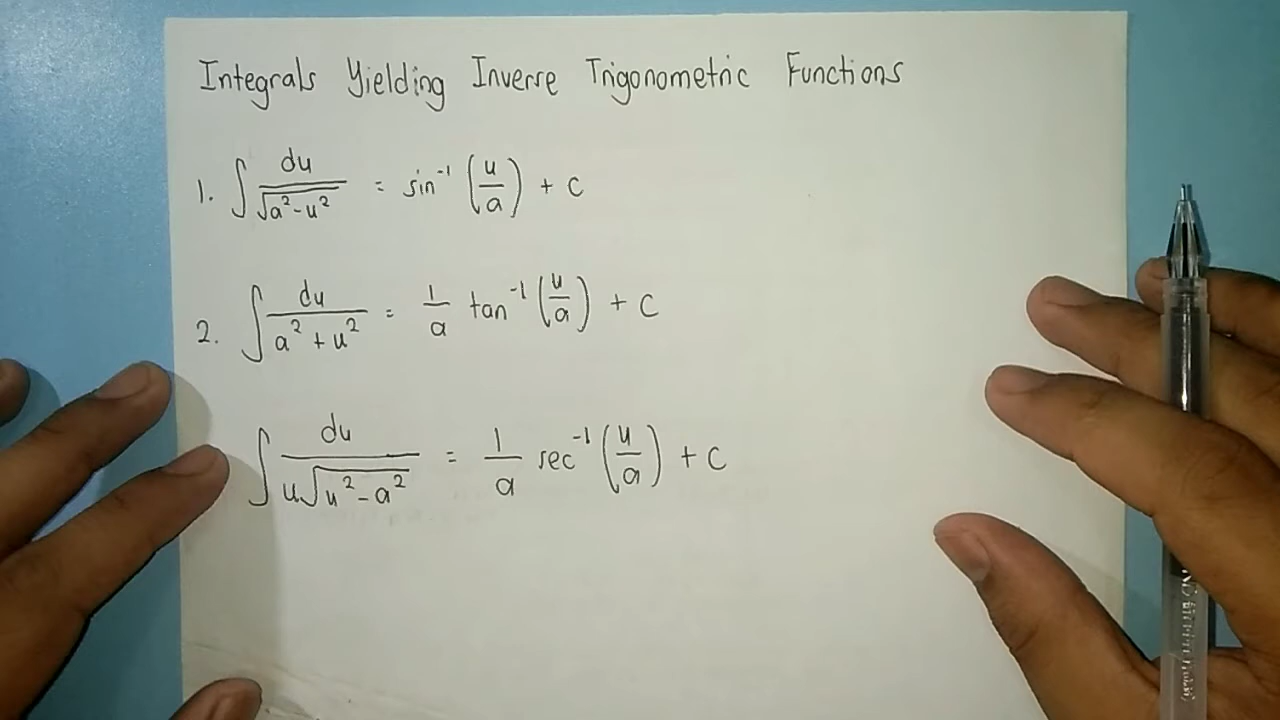 Integrals Yielding Inverse Trigonometric Functions
1. ∫ du / √(a² - u²) = sin⁻¹ (u/a) + C
2. ∫ du / (a² + u²) = 1/a tan⁻¹ (u/a) + C
∫ du / (u√(u² - a²)) = 1/a sec⁻¹ (u/a) + C